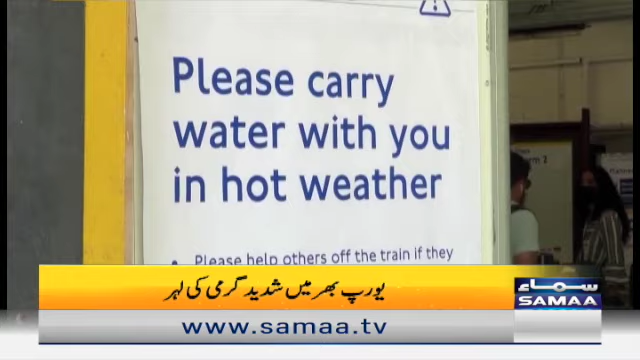 Please carry
water with you
in hot weather
• Please help others off the train if they
یورپ بھر میں شدید گرمی کی لہر
سماء
SAMAA
www.samaa.tv